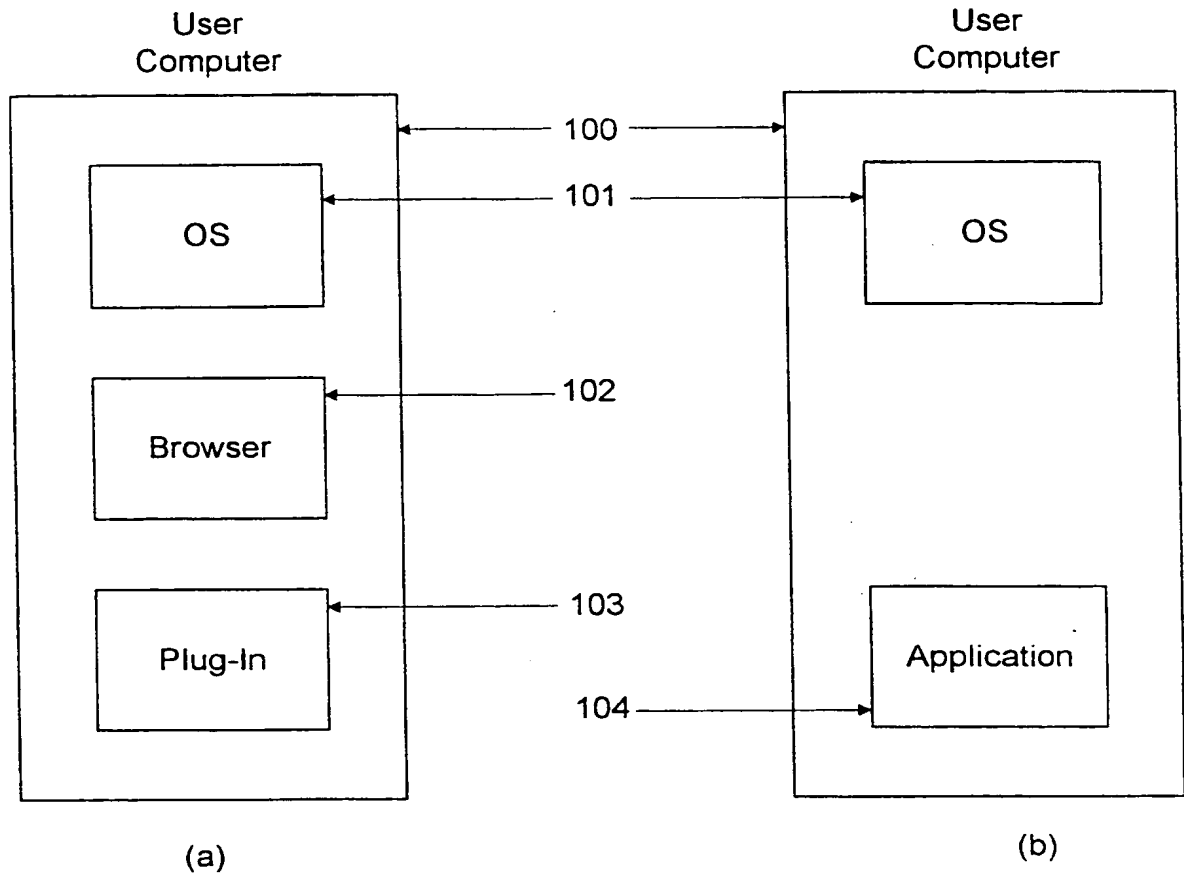 User
Computer
User
Computer
100
101
OS
OS
102
Browser
103
Plug-In
Application
104
(a)
(b)